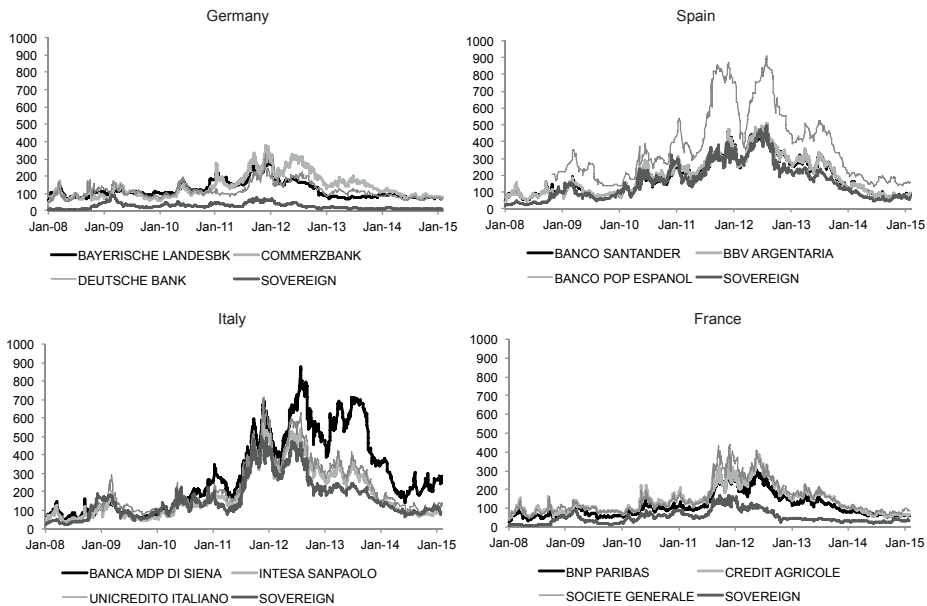 Germany
1000
900
800
700
600
500
400
300
200
100
0
Jan-08 Jan-09 Jan-10 Jan-11 Jan-12 Jan-13 Jan-14 Jan-15
BAYERISCHE LANDESBK COMMERZBANK
DEUTSCHE BANK SOVEREIGN
Spain
1000
900
800
700
600
500
400
300
200
100
0
Jan-08 Jan-09 Jan-10 Jan-11 Jan-12 Jan-13 Jan-14 Jan-15
BANCO SANTANDER BBV ARGENTARIA
BANCO POP ESPANOL SOVEREIGN
Italy
1000
900
800
700
600
500
400
300
200
100
0
Jan-08 Jan-09 Jan-10 Jan-11 Jan-12 Jan-13 Jan-14 Jan-15
BANCA MDP DI SIENA INTESA SANPAOLO
UNICREDITO ITALIANO SOVEREIGN
France
1000
900
800
700
600
500
400
300
200
100
0
Jan-08 Jan-09 Jan-10 Jan-11 Jan-12 Jan-13 Jan-14 Jan-15
BNP PARIBAS CREDIT AGRICOLE
SOCIETE GENERALE SOVEREIGN